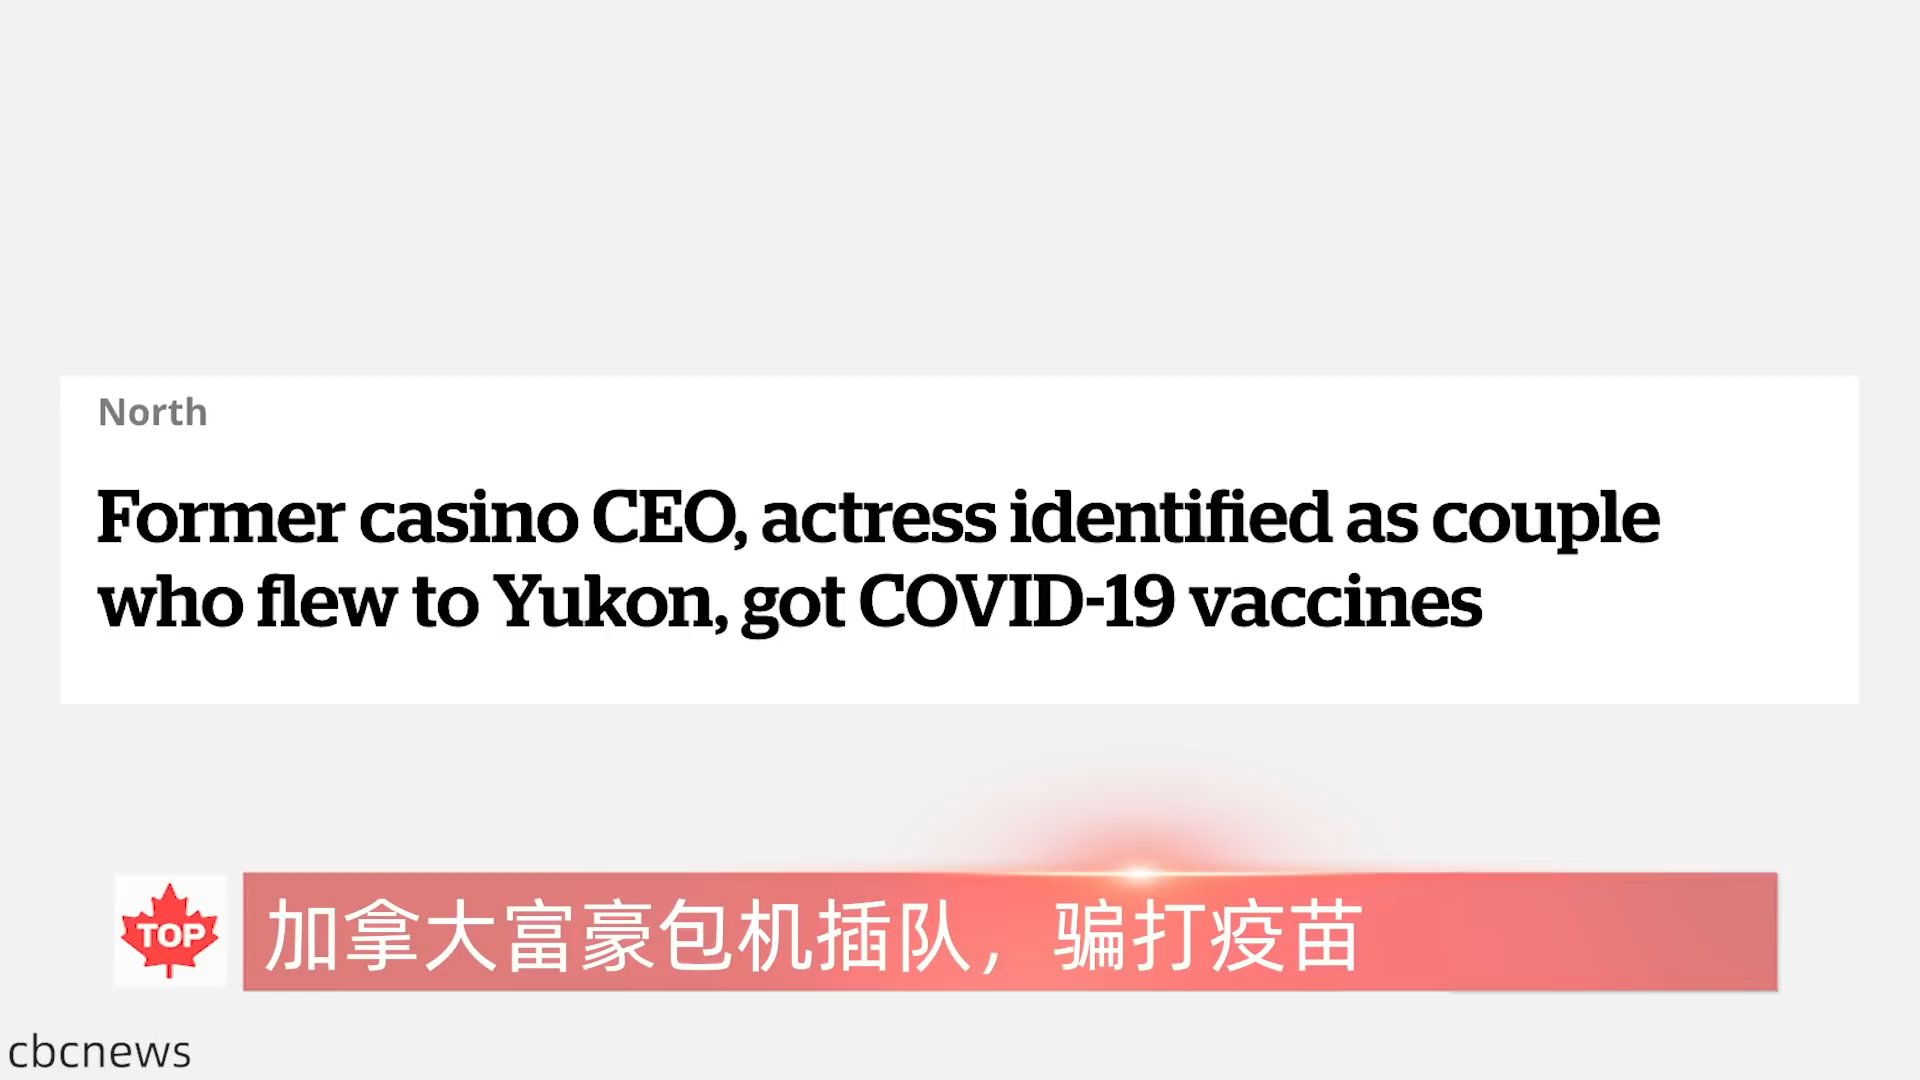 North
Former casino CEO, actress identified as couple
who flew to Yukon, got COVID-19 vaccines
TOP
加拿大富豪包机插队，骗打疫苗
cbcnews